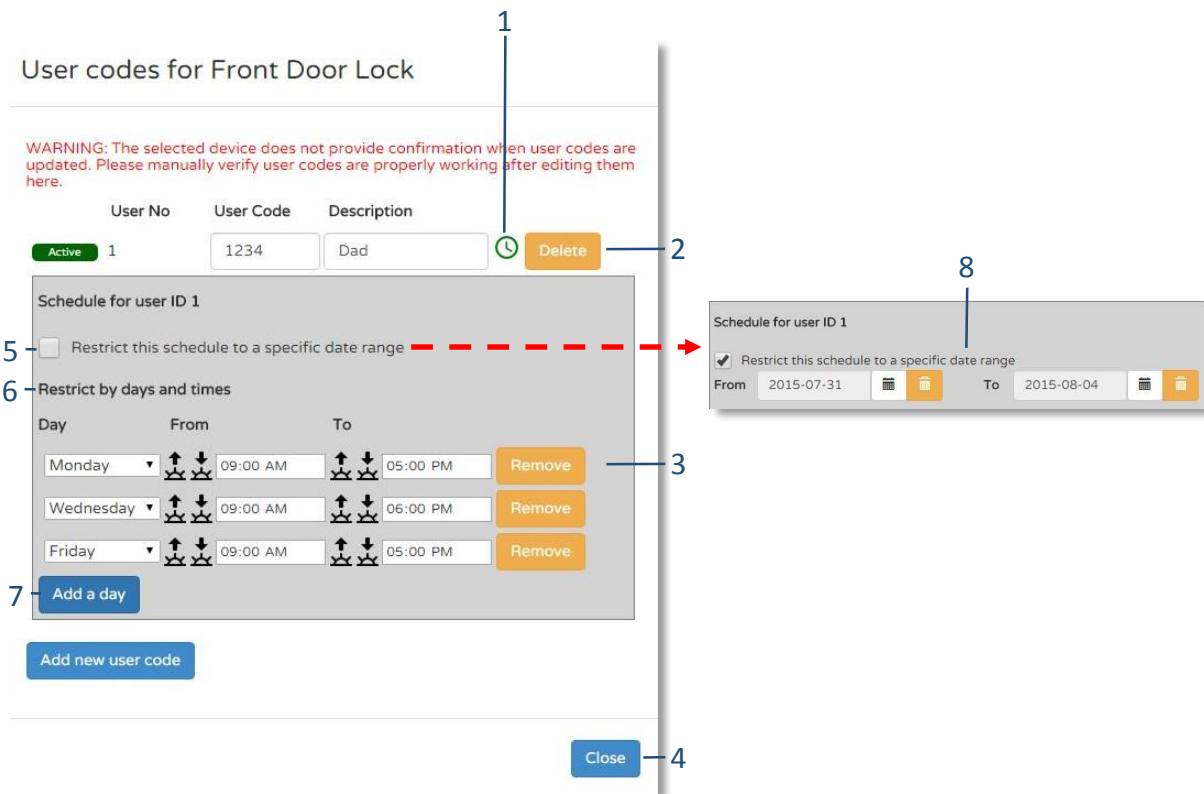 1
User codes for Front Door Lock
WARNING: The selected device does not provide confirmation when user codes are
updated. Please manually verify user codes are properly working after editing them
here.
User No User Code Description
Active 1 1234 Dad Delete 2
Schedule for user ID 1
5 Restrict this schedule to a specific date range
6 Restrict by days and times
Day From To
Monday 09:00 AM 05:00 PM Remove 3
Wednesday 09:00 AM 06:00 PM Remove
Friday 09:00 AM 05:00 PM Remove
7 Add a day
Add new user code
Close 4
8
Schedule for user ID 1
Restrict this schedule to a specific date range
From 2015-07-31 To 2015-08-04